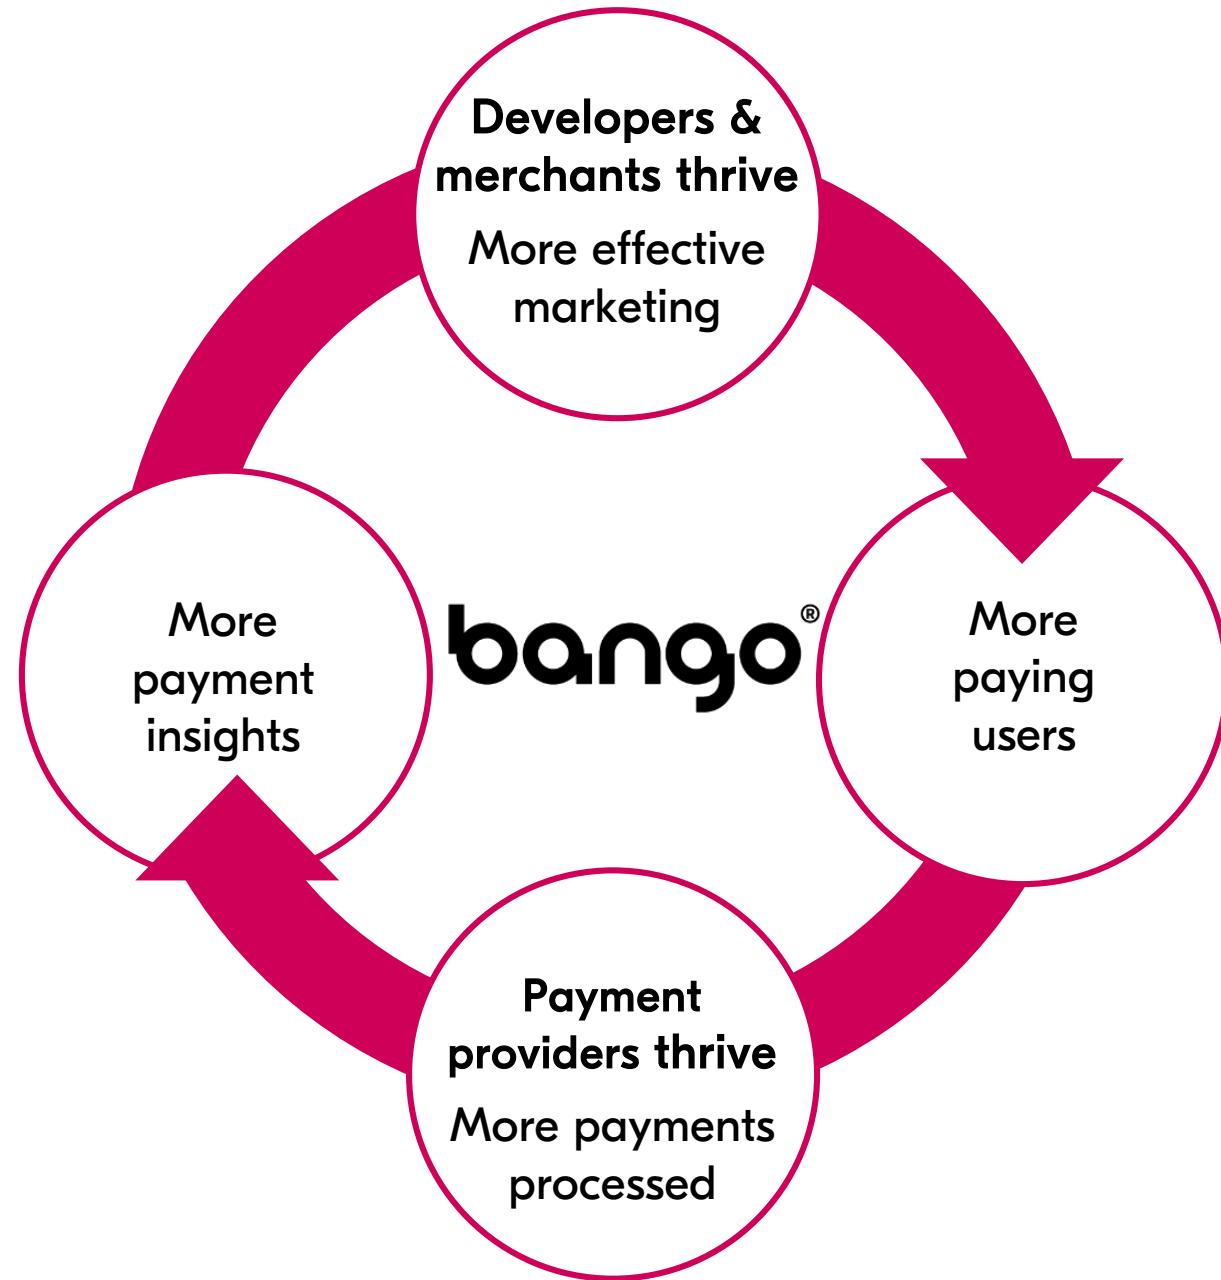 Developers &
merchants thrive
More effective
marketing
More
payment
insights
bango®
More
paying
users
Payment
providers thrive
More payments
processed